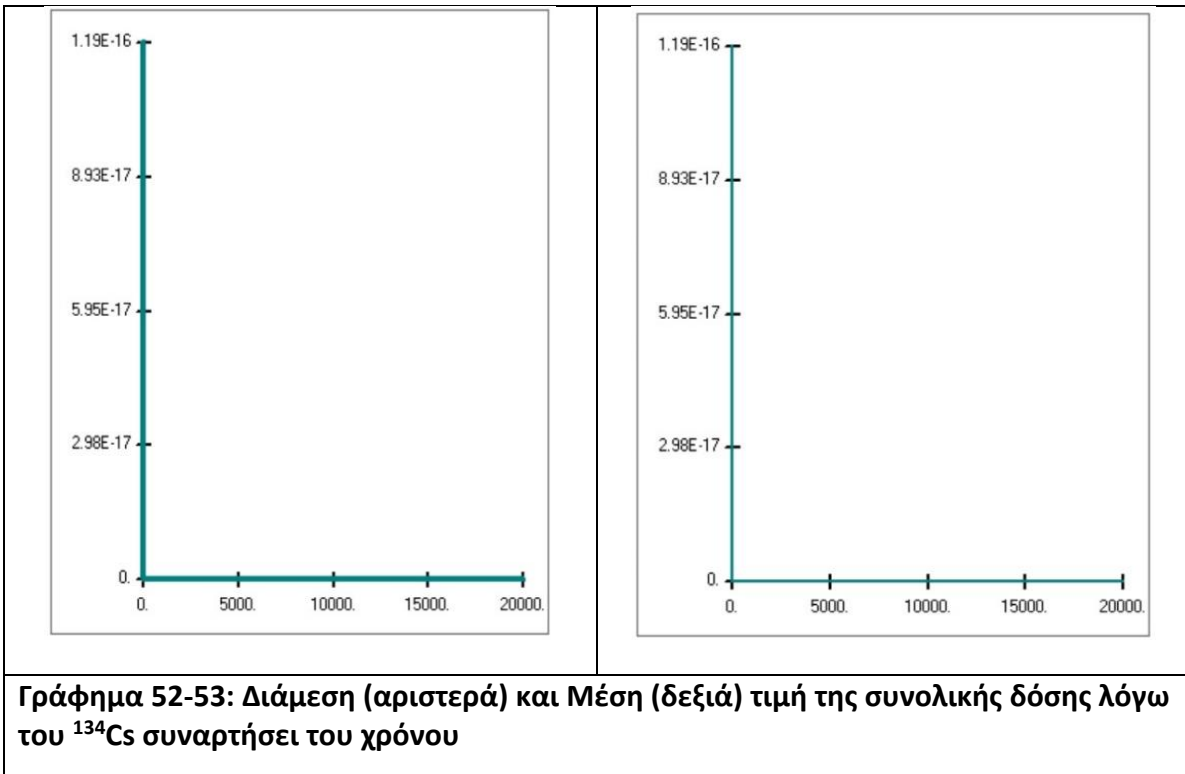 1.19E-16
8.93E-17
5.95E-17
2.98E-17
0.
0. 5000. 10000. 15000. 20000.
1.19E-16
8.93E-17
5.95E-17
2.98E-17
0.
0. 5000. 10000. 15000. 20000.
Γράφημα 52-53: Διάμεση (αριστερά) και Μέση (δεξιά) τιμή της συνολικής δόσης λόγω
του ¹³⁴Cs συναρτήσει του χρόνου